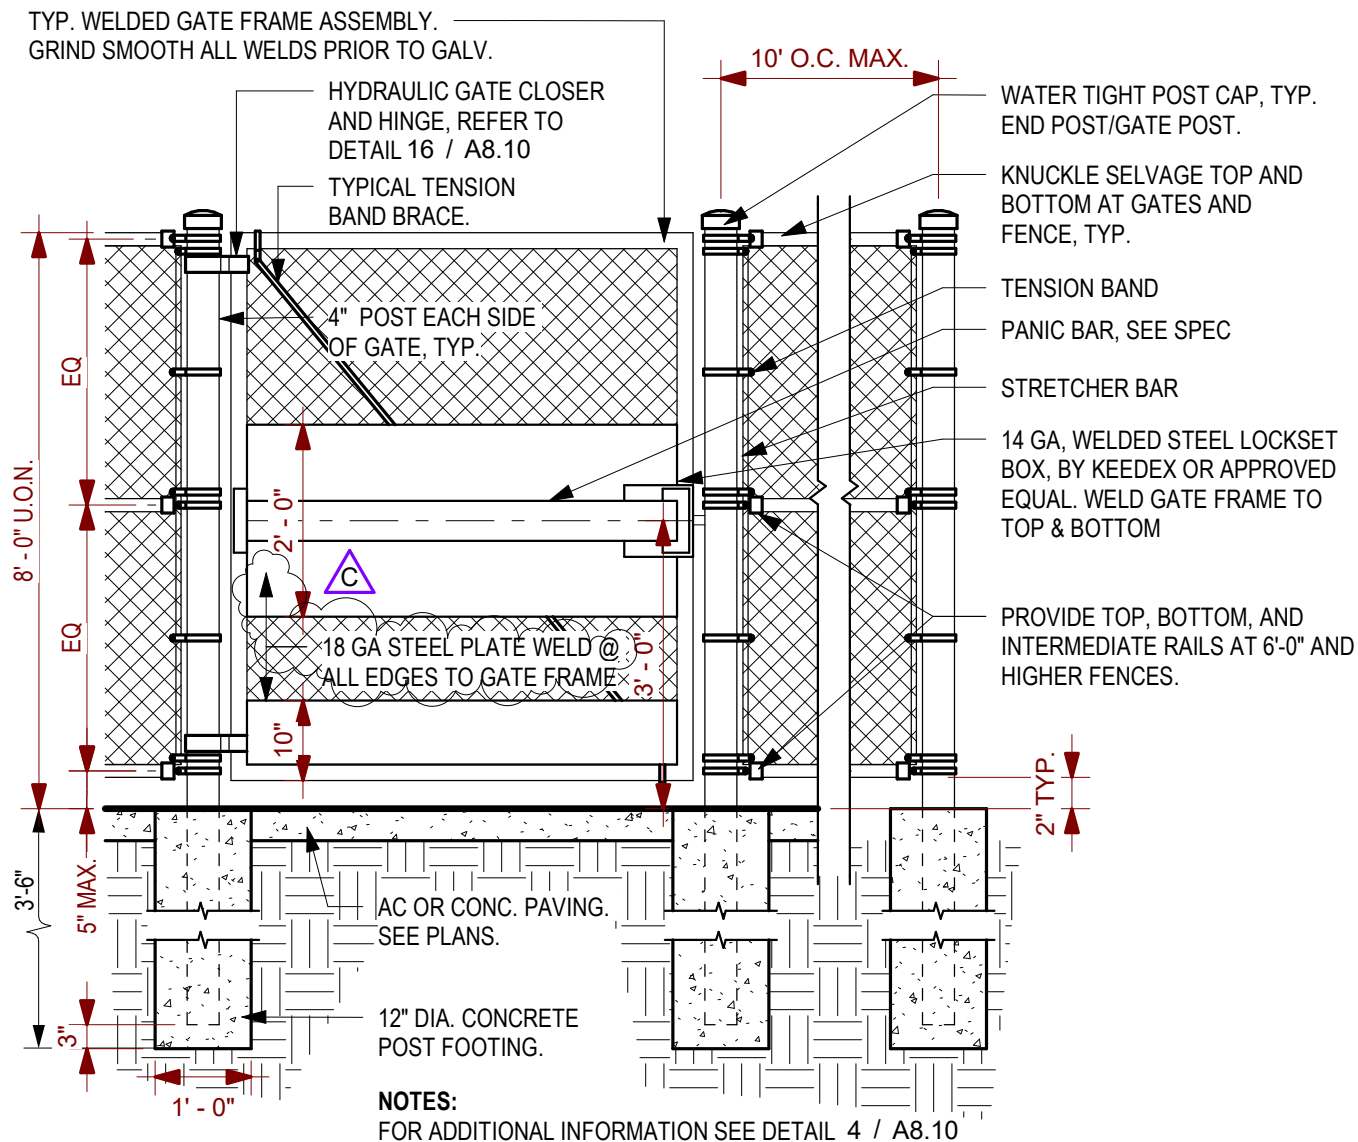 TYP. WELDED GATE FRAME ASSEMBLY.
GRIND SMOOTH ALL WELDS PRIOR TO GALV.
10' O.C. MAX.
HYDRAULIC GATE CLOSER
AND HINGE, REFER TO
DETAIL 16 / A8.10
TYPICAL TENSION
BAND BRACE.
WATER TIGHT POST CAP, TYP.
END POST/GATE POST.
KNUCKLE SELVAGE TOP AND
BOTTOM AT GATES AND
FENCE, TYP.
TENSION BAND
PANIC BAR, SEE SPEC
STRETCHER BAR
14 GA, WELDED STEEL LOCKSET
BOX, BY KEEDEX OR APPROVED
EQUAL. WELD GATE FRAME TO
TOP & BOTTOM
PROVIDE TOP, BOTTOM, AND
INTERMEDIATE RAILS AT 6'-0" AND
HIGHER FENCES.
4" POST EACH SIDE
OF GATE, TYP.
EQ
8' - 0" U.O.N.
EQ
2' - 0"
C
18 GA STEEL PLATE WELD @
ALL EDGES TO GATE FRAME
3' - 0"
10"
2" TYP.
3'-6"
5" MAX.
AC OR CONC. PAVING.
SEE PLANS.
3"
12" DIA. CONCRETE
POST FOOTING.
1' - 0"
NOTES:
FOR ADDITIONAL INFORMATION SEE DETAIL 4 / A8.10